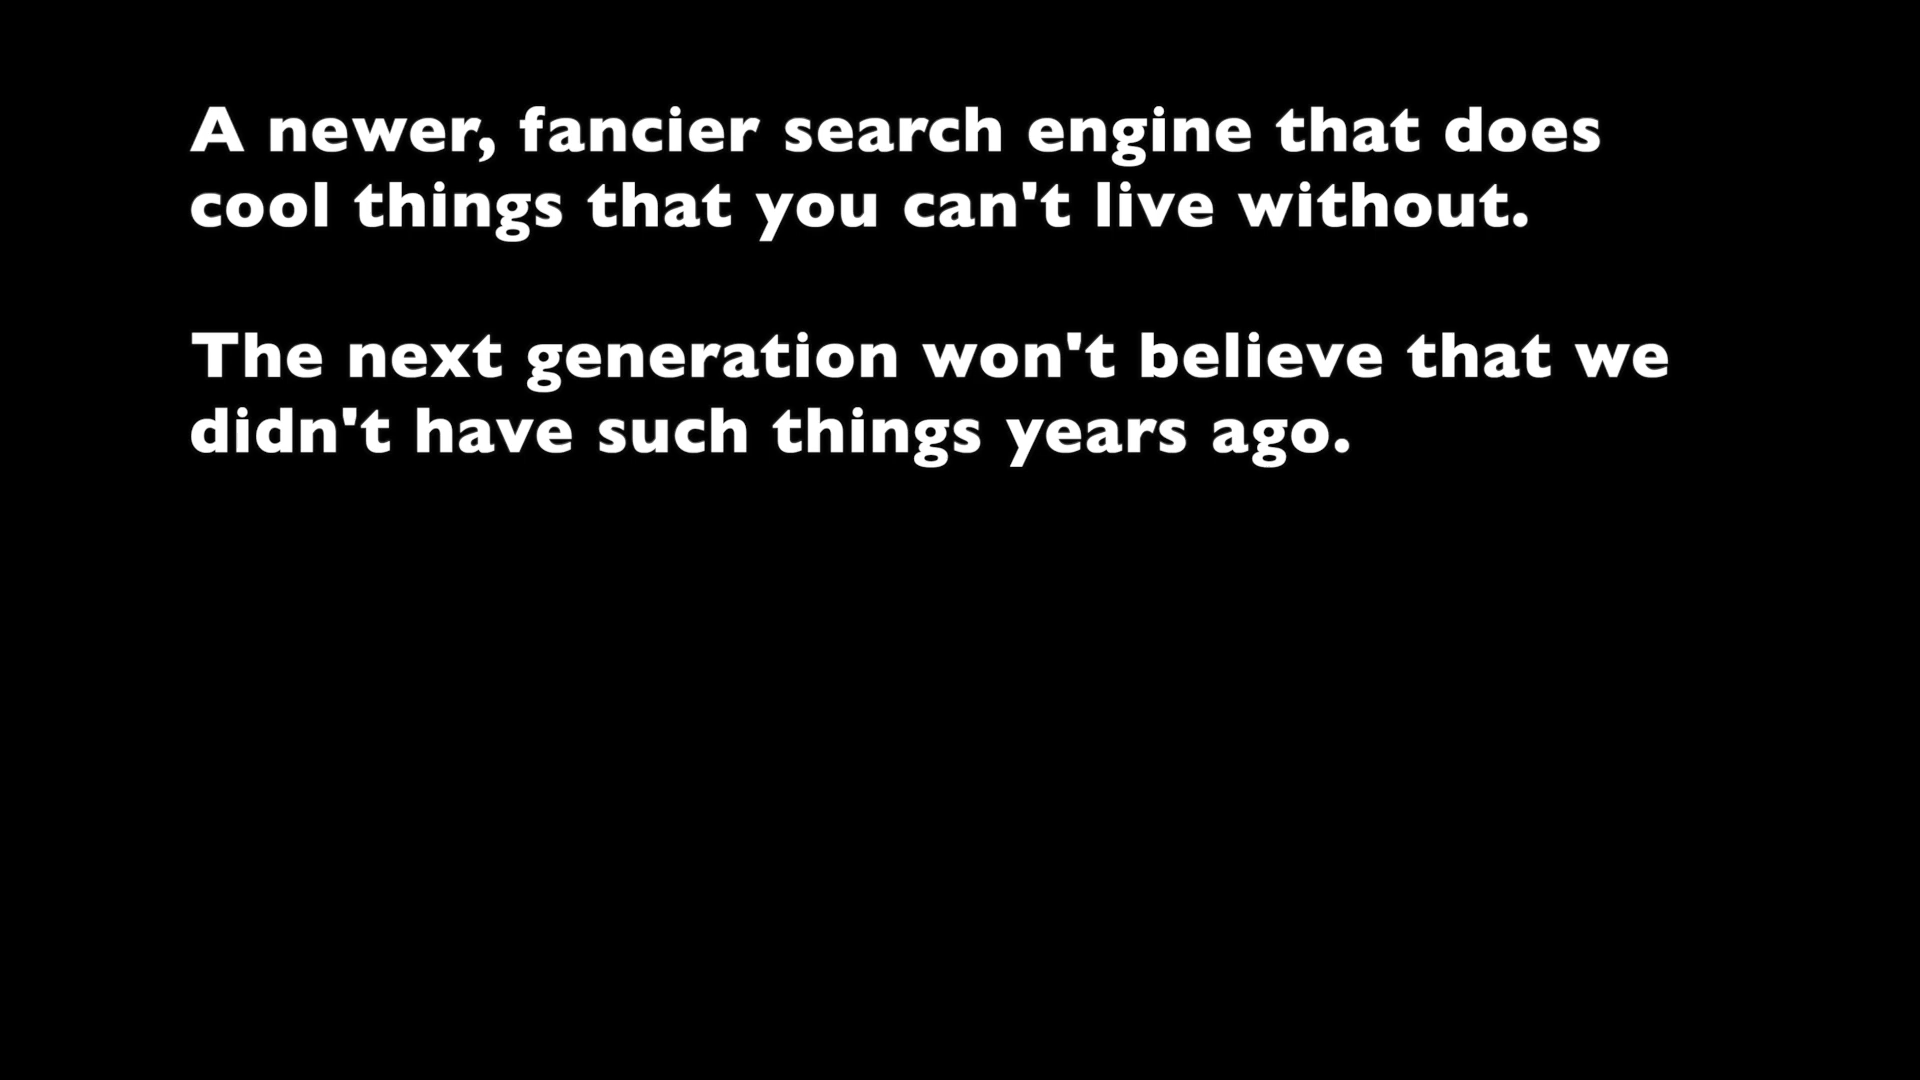 A newer, fancier search engine that does
cool things that you can't live without.
The next generation won't believe that we
didn't have such things years ago.